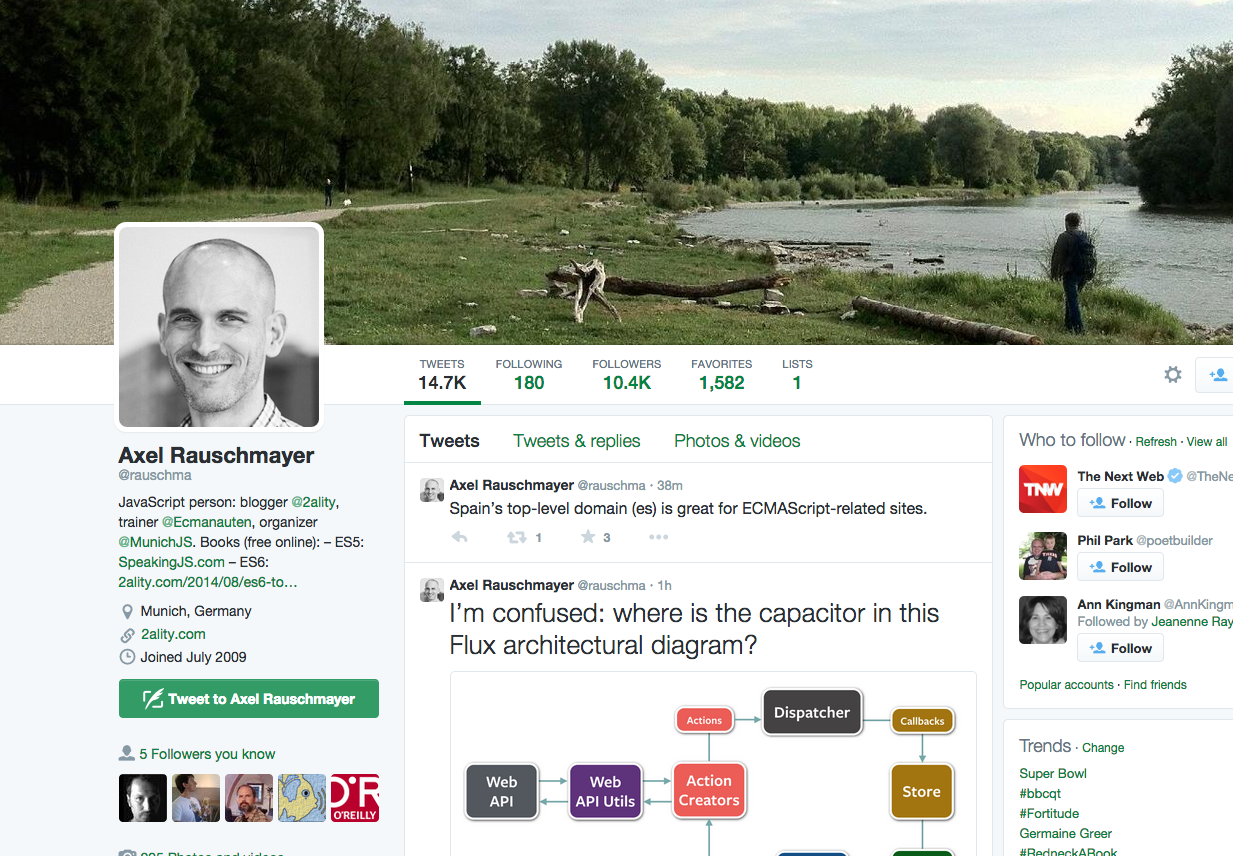 TWEETS
14.7K
FOLLOWING
180
FOLLOWERS
10.4K
FAVORITES
1,582
LISTS
1
Axel Rauschmayer
@rauschma
JavaScript person: blogger @2ality,
trainer @Ecmanauten, organizer
@MunichJS. Books (free online): – ES5:
SpeakingJS.com – ES6:
2ality.com/2014/08/es6-to…
Munich, Germany
2ality.com
Joined July 2009
Tweet to Axel Rauschmayer
5 Followers you know
O'R
O'REILLY
Photos and videos
Tweets Tweets & replies Photos & videos
Axel Rauschmayer @rauschma · 38m
Spain's top-level domain (es) is great for ECMAScript-related sites.
1 3
Axel Rauschmayer @rauschma · 1h
I'm confused: where is the capacitor in this
Flux architectural diagram?
Actions
Dispatcher
Callbacks
Web
API
Web
API Utils
Action
Creators
Store
Who to follow · Refresh · View all
TNW
The Next Web @TheNe
Follow
Phil Park @poetbuilder
Follow
Ann Kingman @AnnKingm
Followed by Jeanenne Ray
Follow
Popular accounts · Find friends
Trends · Change
Super Bowl
#bbcqt
#Fortitude
Germaine Greer
#RedneckABook